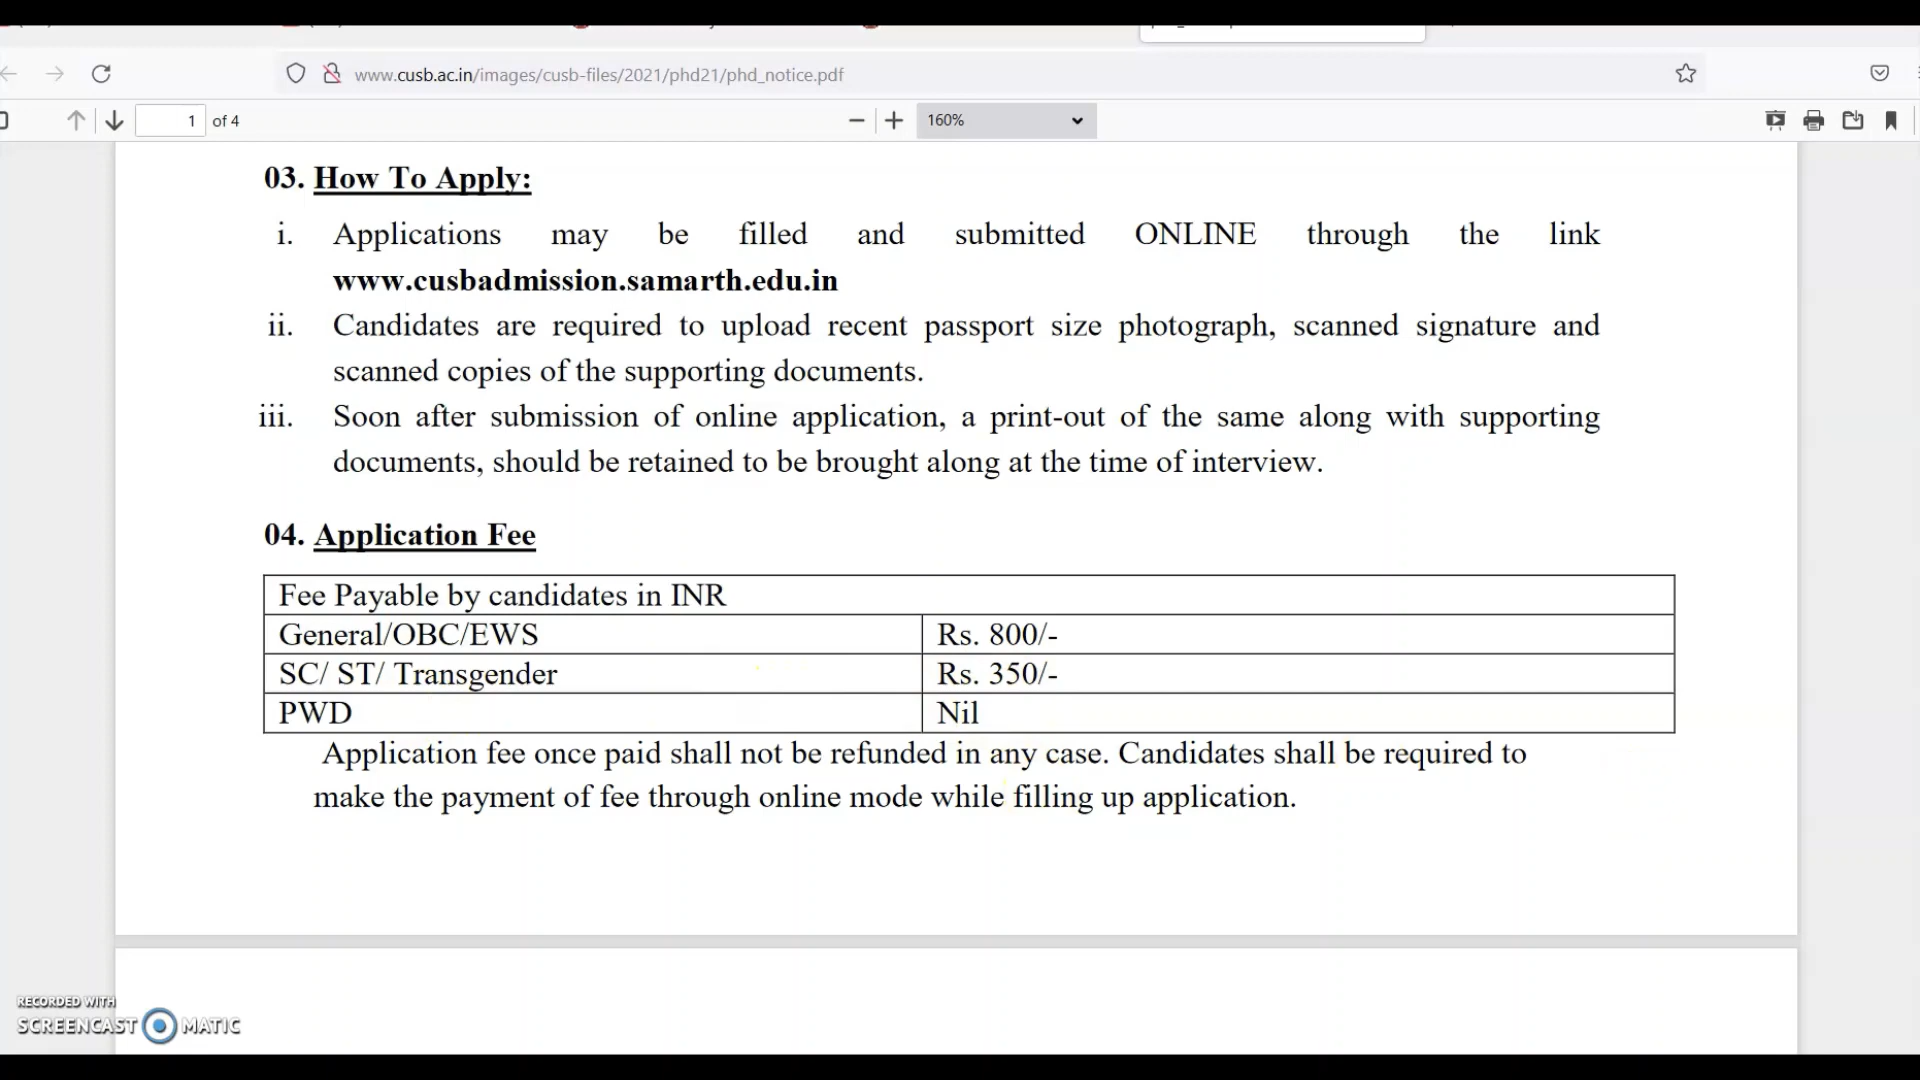 www.cusb.ac.in/images/cusb-files/2021/phd21/phd_notice.pdf
1 of 4
160%
03. How To Apply:
i. Applications may be filled and submitted ONLINE through the link
www.cusbadmission.samarth.edu.in
ii. Candidates are required to upload recent passport size photograph, scanned signature and
scanned copies of the supporting documents.
iii. Soon after submission of online application, a print-out of the same along with supporting
documents, should be retained to be brought along at the time of interview.
04. Application Fee
Fee Payable by candidates in INR
General/OBC/EWS Rs. 800/-
SC/ ST/ Transgender Rs. 350/-
PWD Nil
Application fee once paid shall not be refunded in any case. Candidates shall be required to
make the payment of fee through online mode while filling up application.
RECORDED WITH
SCREENCAST MATIC